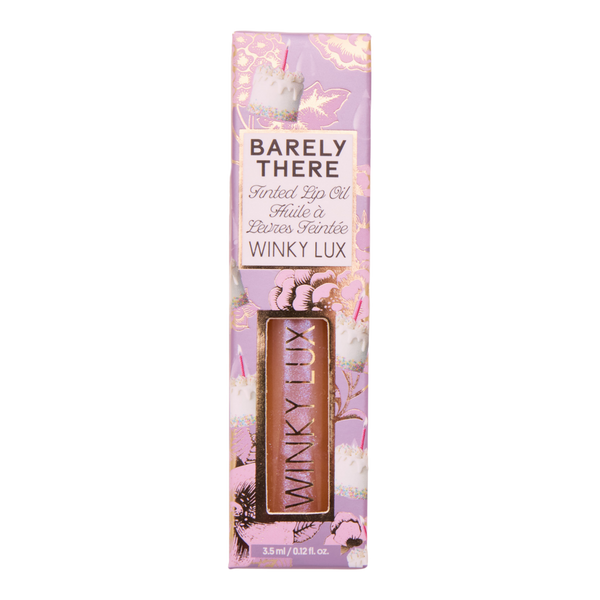 BARELY
THERE
Tinted Lip Oil
Huile à
Lèvres Teintée
WINKY LUX
WINKY LUX
3.5 ml / 0.12 fl. oz.